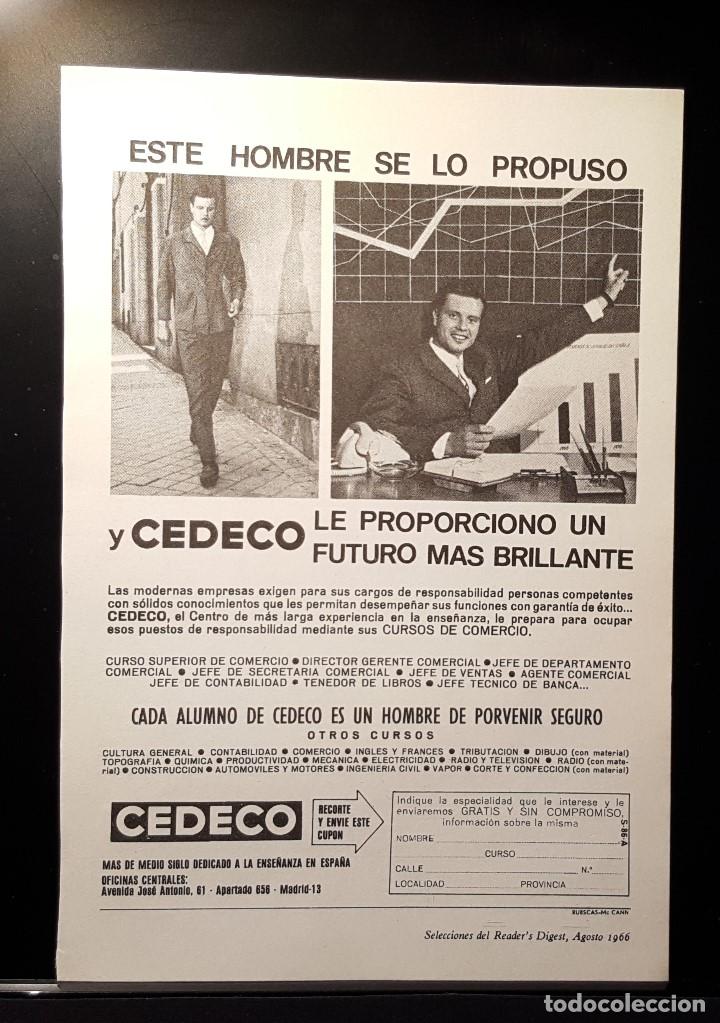 ESTE HOMBRE SE LO PROPUSO
y CEDECO LE PROPORCIONO UN
FUTURO MAS BRILLANTE
Las modernas empresas exigen para sus cargos de responsabilidad personas competentes
con sólidos conocimientos que les permitan desempeñar sus funciones con garantía de éxito...
CEDECO, el Centro de más larga experiencia en la enseñanza, le prepara para ocupar
esos puestos de responsabilidad mediante sus CURSOS DE COMERCIO.
CURSO SUPERIOR DE COMERCIO ● DIRECTOR GERENTE COMERCIAL ● JEFE DE DEPARTAMENTO
COMERCIAL ● JEFE DE SECRETARIA COMERCIAL ● JEFE DE VENTAS ● AGENTE COMERCIAL
JEFE DE CONTABILIDAD ● TENEDOR DE LIBROS ● JEFE TECNICO DE BANCA...
CADA ALUMNO DE CEDECO ES UN HOMBRE DE PORVENIR SEGURO
OTROS CURSOS
CULTURA GENERAL ● CONTABILIDAD ● COMERCIO ● INGLES Y FRANCES ● TRIBUTACION ● DIBUJO (con material)
TOPOGRAFIA ● QUIMICA ● PRODUCTIVIDAD ● MECANICA ● ELECTRICIDAD ● RADIO Y TELEVISION ● RADIO (con mate-
rial) ● CONSTRUCCION ● AUTOMOVILES Y MOTORES ● INGENIERIA CIVIL ● VAPOR ● CORTE Y CONFECCION (con material)
CEDECO
RECORTE
Y ENVIE ESTE
CUPON
MAS DE MEDIO SIGLO DEDICADO A LA ENSEÑANZA EN ESPAÑA
OFICINAS CENTRALES:
Avenida José Antonio, 61 - Apartado 656 - Madrid-13
Indique la especialidad que le interese y le
enviaremos GRATIS Y SIN COMPROMISO,
información sobre la misma
NOMBRE
CURSO
CALLE N.º
LOCALIDAD PROVINCIA
S-86-A
RUESCAS-Mc CANN
Selecciones del Reader's Digest, Agosto 1966
todocoleccion